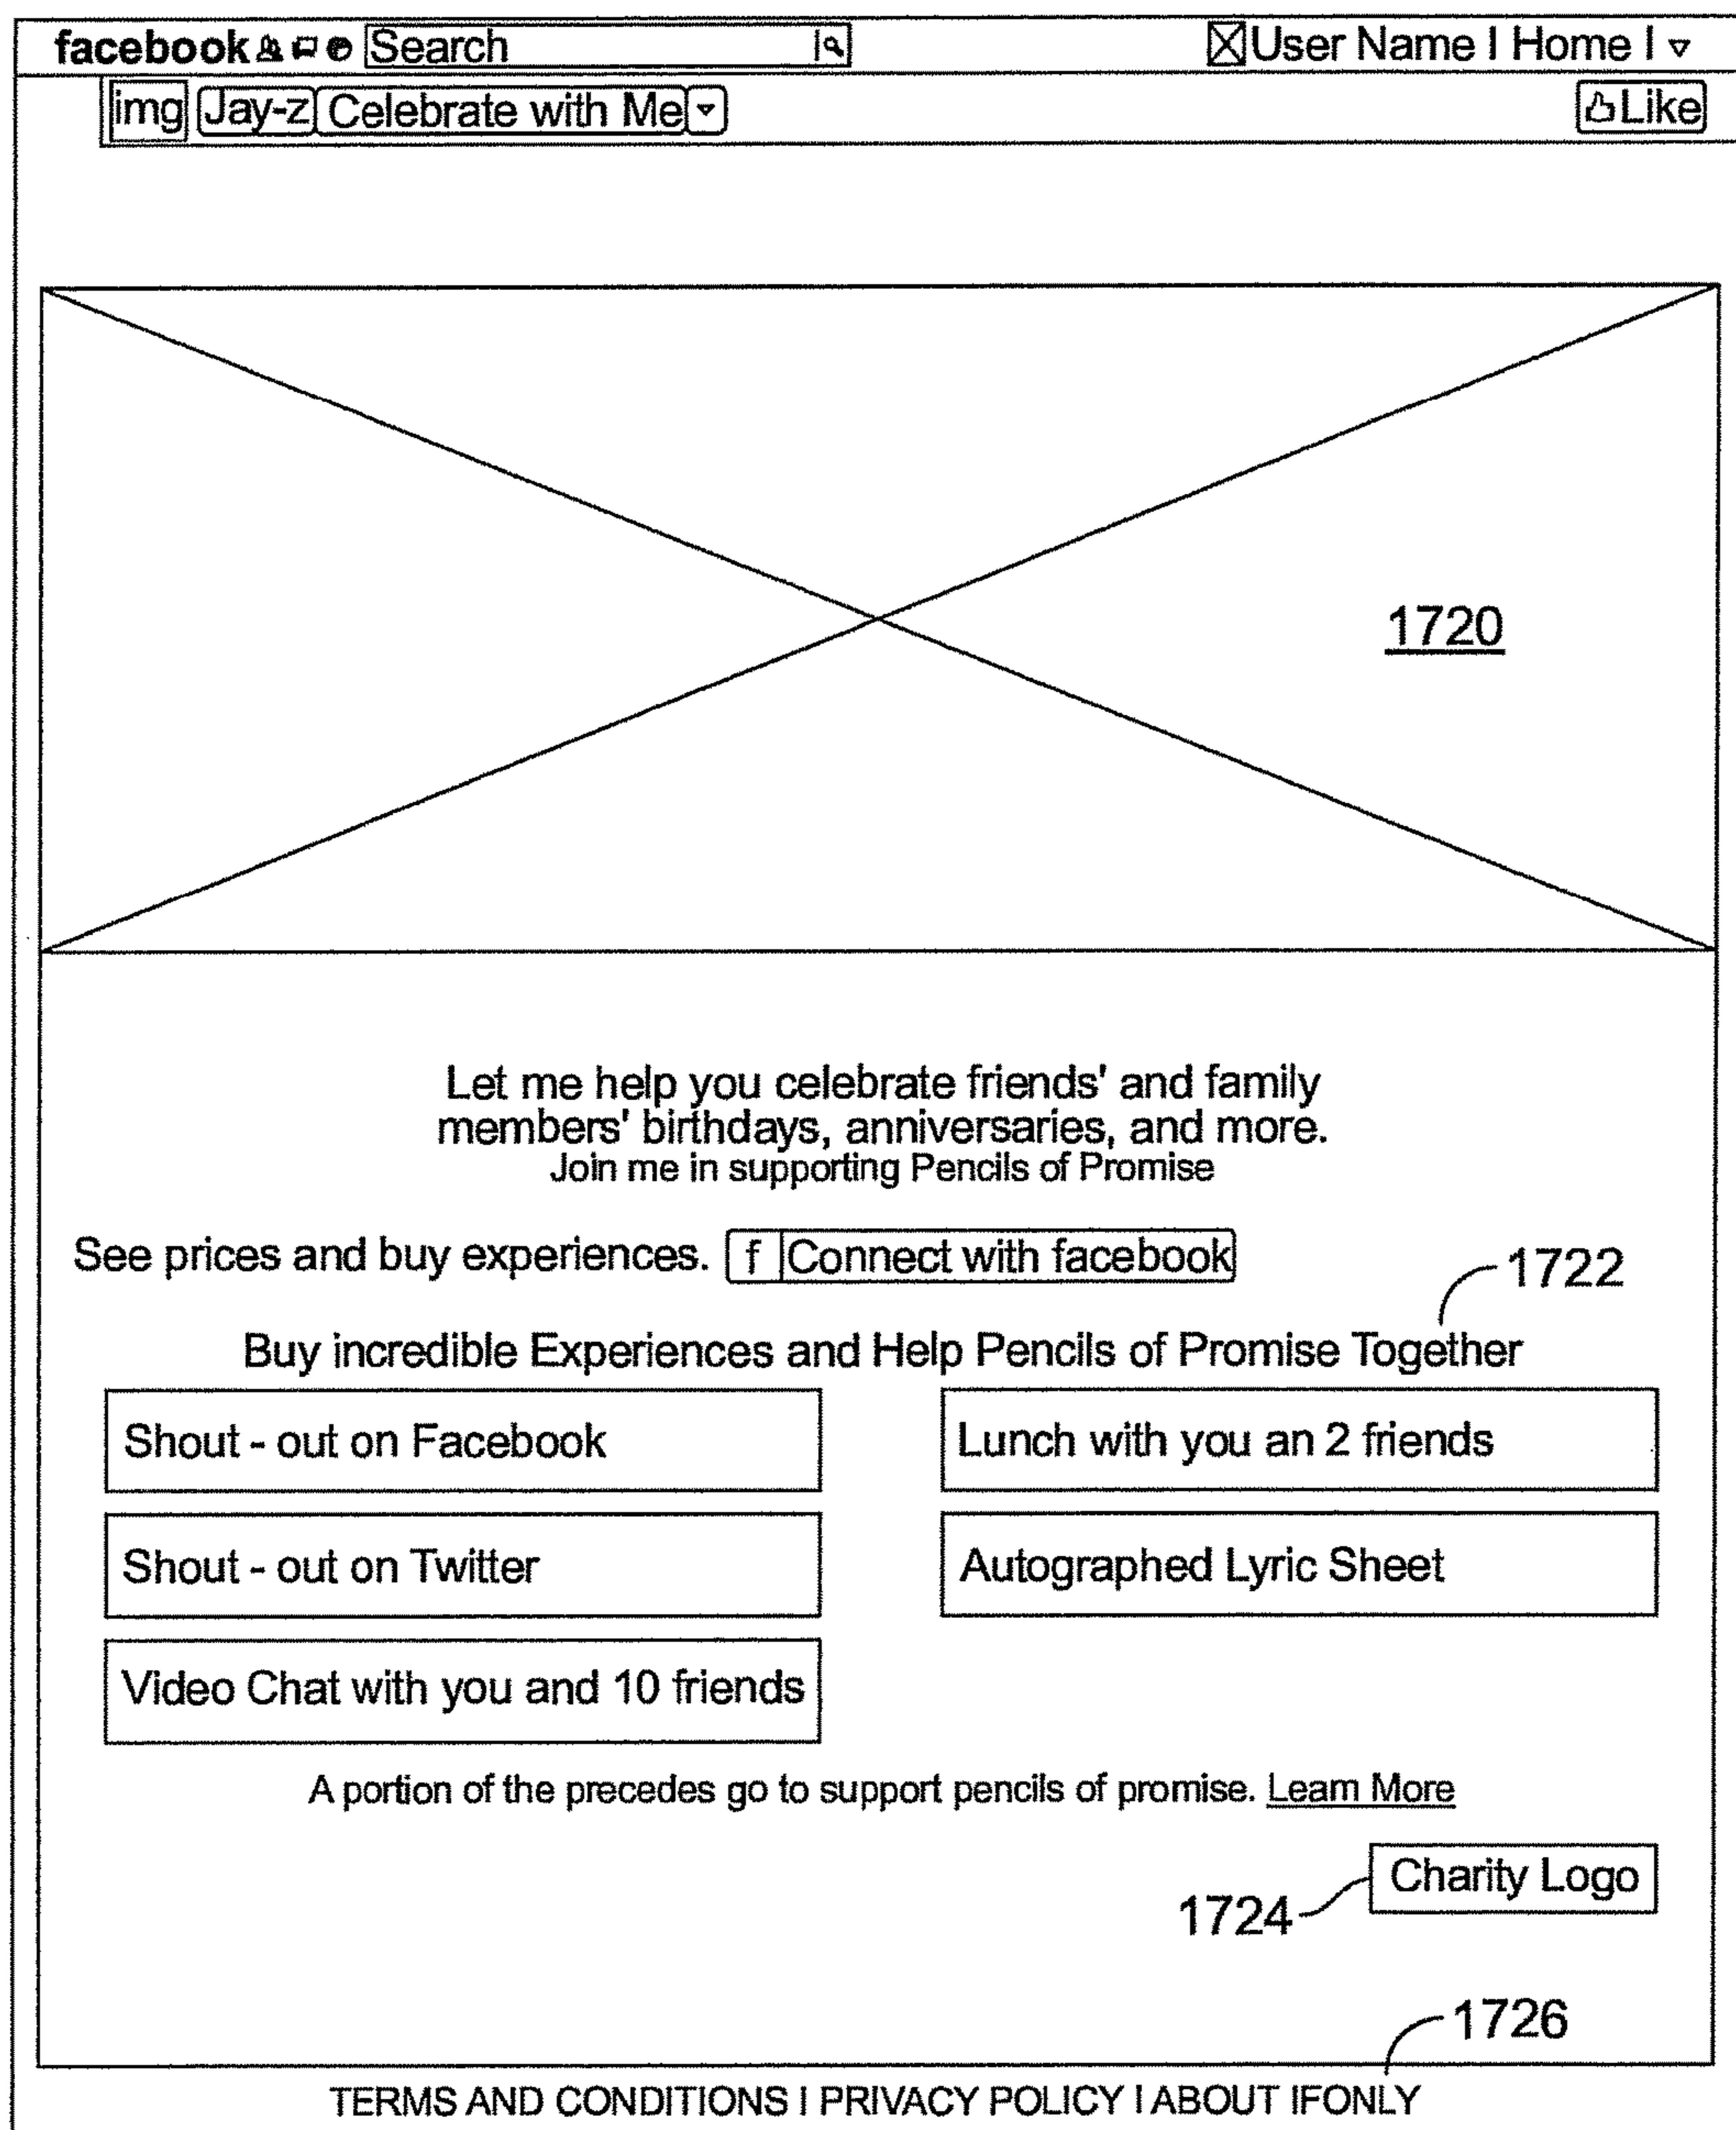 facebook Search User Name | Home |
img Jay-z Celebrate with Me Like
1720
Let me help you celebrate friends' and family
members' birthdays, anniversaries, and more.
Join me in supporting Pencils of Promise
See prices and buy experiences. f Connect with facebook
1722
Buy incredible Experiences and Help Pencils of Promise Together
Shout - out on Facebook
Lunch with you an 2 friends
Shout - out on Twitter
Autographed Lyric Sheet
Video Chat with you and 10 friends
A portion of the precedes go to support pencils of promise. Learn More
Charity Logo
1724
1726
TERMS AND CONDITIONS | PRIVACY POLICY | ABOUT IFONLY